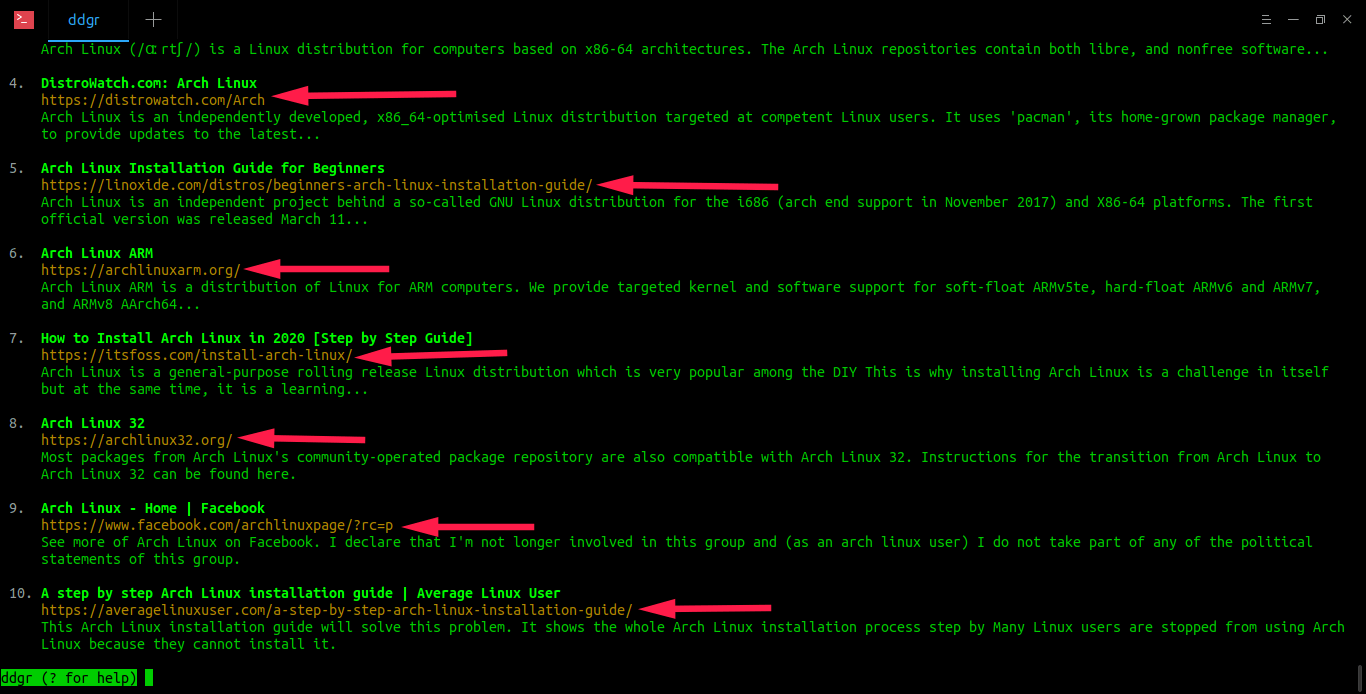 ddgr
Arch Linux (/ɑːrtʃ/) is a Linux distribution for computers based on x86-64 architectures. The Arch Linux repositories contain both libre, and nonfree software...
4. DistroWatch.com: Arch Linux
https://distrowatch.com/Arch
Arch Linux is an independently developed, x86_64-optimised Linux distribution targeted at competent Linux users. It uses 'pacman', its home-grown package manager,
to provide updates to the latest...
5. Arch Linux Installation Guide for Beginners
https://linoxide.com/distros/beginners-arch-linux-installation-guide/
Arch Linux is an independent project behind a so-called GNU Linux distribution for the i686 (arch end support in November 2017) and X86-64 platforms. The first
official version was released March 11...
6. Arch Linux ARM
https://archlinuxarm.org/
Arch Linux ARM is a distribution of Linux for ARM computers. We provide targeted kernel and software support for soft-float ARMv5te, hard-float ARMv6 and ARMv7,
and ARMv8 AArch64...
7. How to Install Arch Linux in 2020 [Step by Step Guide]
https://itsfoss.com/install-arch-linux/
Arch Linux is a general-purpose rolling release Linux distribution which is very popular among the DIY This is why installing Arch Linux is a challenge in itself
but at the same time, it is a learning...
8. Arch Linux 32
https://archlinux32.org/
Most packages from Arch Linux's community-operated package repository are also compatible with Arch Linux 32. Instructions for the transition from Arch Linux to
Arch Linux 32 can be found here.
9. Arch Linux - Home | Facebook
https://www.facebook.com/archlinuxpage/?rc=p
See more of Arch Linux on Facebook. I declare that I'm not longer involved in this group and (as an arch linux user) I do not take part of any of the political
statements of this group.
10. A step by step Arch Linux installation guide | Average Linux User
https://averagelinuxuser.com/a-step-by-step-arch-linux-installation-guide/
This Arch Linux installation guide will solve this problem. It shows the whole Arch Linux installation process step by Many Linux users are stopped from using Arch
Linux because they cannot install it.
ddgr (? for help)